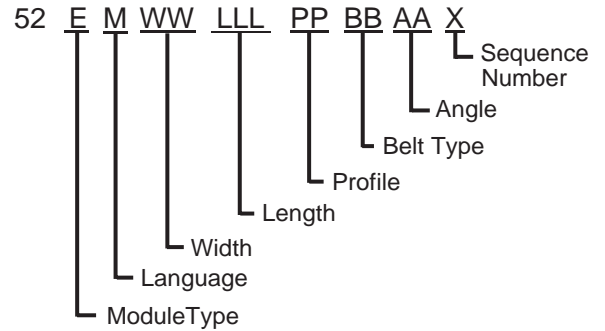 52 E M WW LLL PP BB AA X
Sequence
Number
Angle
Belt Type
Profile
Length
Width
Language
ModuleType